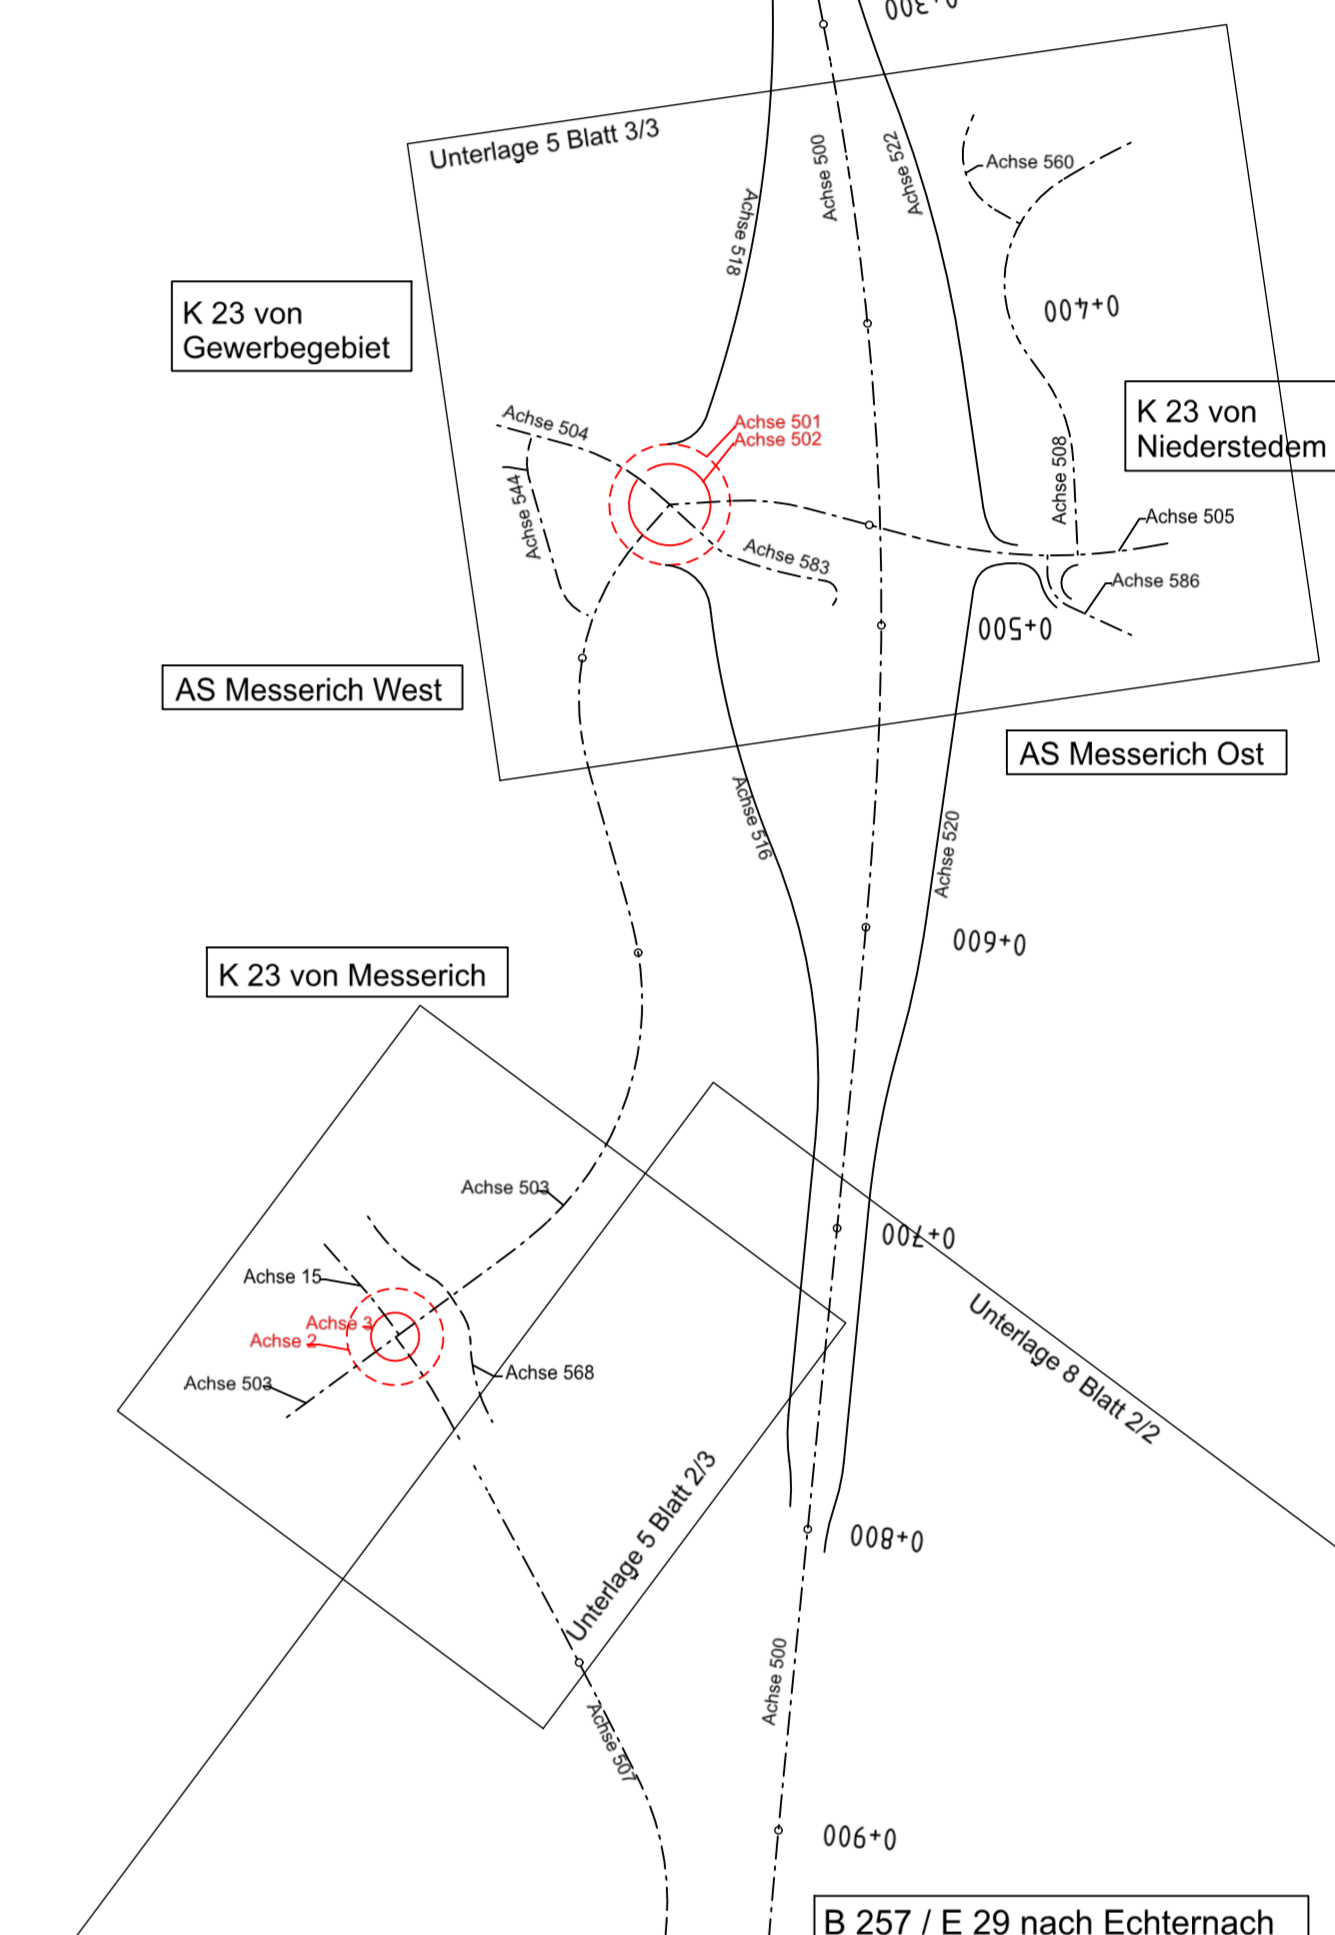 0+300
Unterlage 5 Blatt 3/3
Achse 500
Achse 522
Achse 560
Achse 518
K 23 von
Gewerbegebiet
0+400
K 23 von
Niederstedem
Achse 504
Achse 501
Achse 502
Achse 508
Achse 544
Achse 505
Achse 583
Achse 586
0+500
AS Messerich West
AS Messerich Ost
Achse 516
Achse 520
0+600
K 23 von Messerich
Achse 503
0+700
Achse 15
Achse 3
Achse 2
Achse 503
Achse 568
Unterlage 8 Blatt 2/2
Unterlage 5 Blatt 2/3
0+800
Achse 500
Achse 507
0+900
B 257 / E 29 nach Echternach